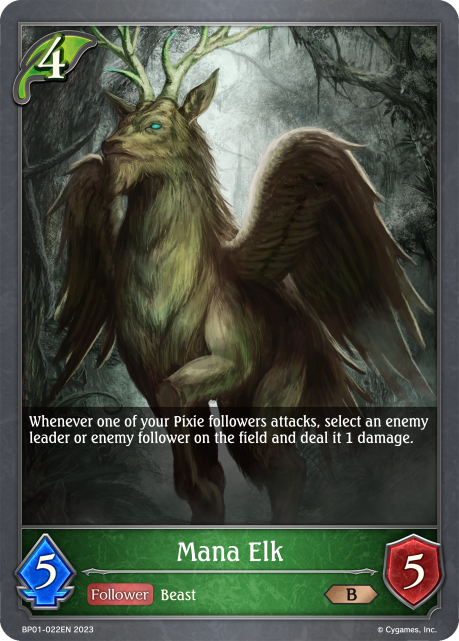 4
Whenever one of your Pixie followers attacks, select an enemy
leader or enemy follower on the field and deal it 1 damage.
Mana Elk
5
Follower Beast
B
5
BP01-022EN 2023
© Cygames, Inc.